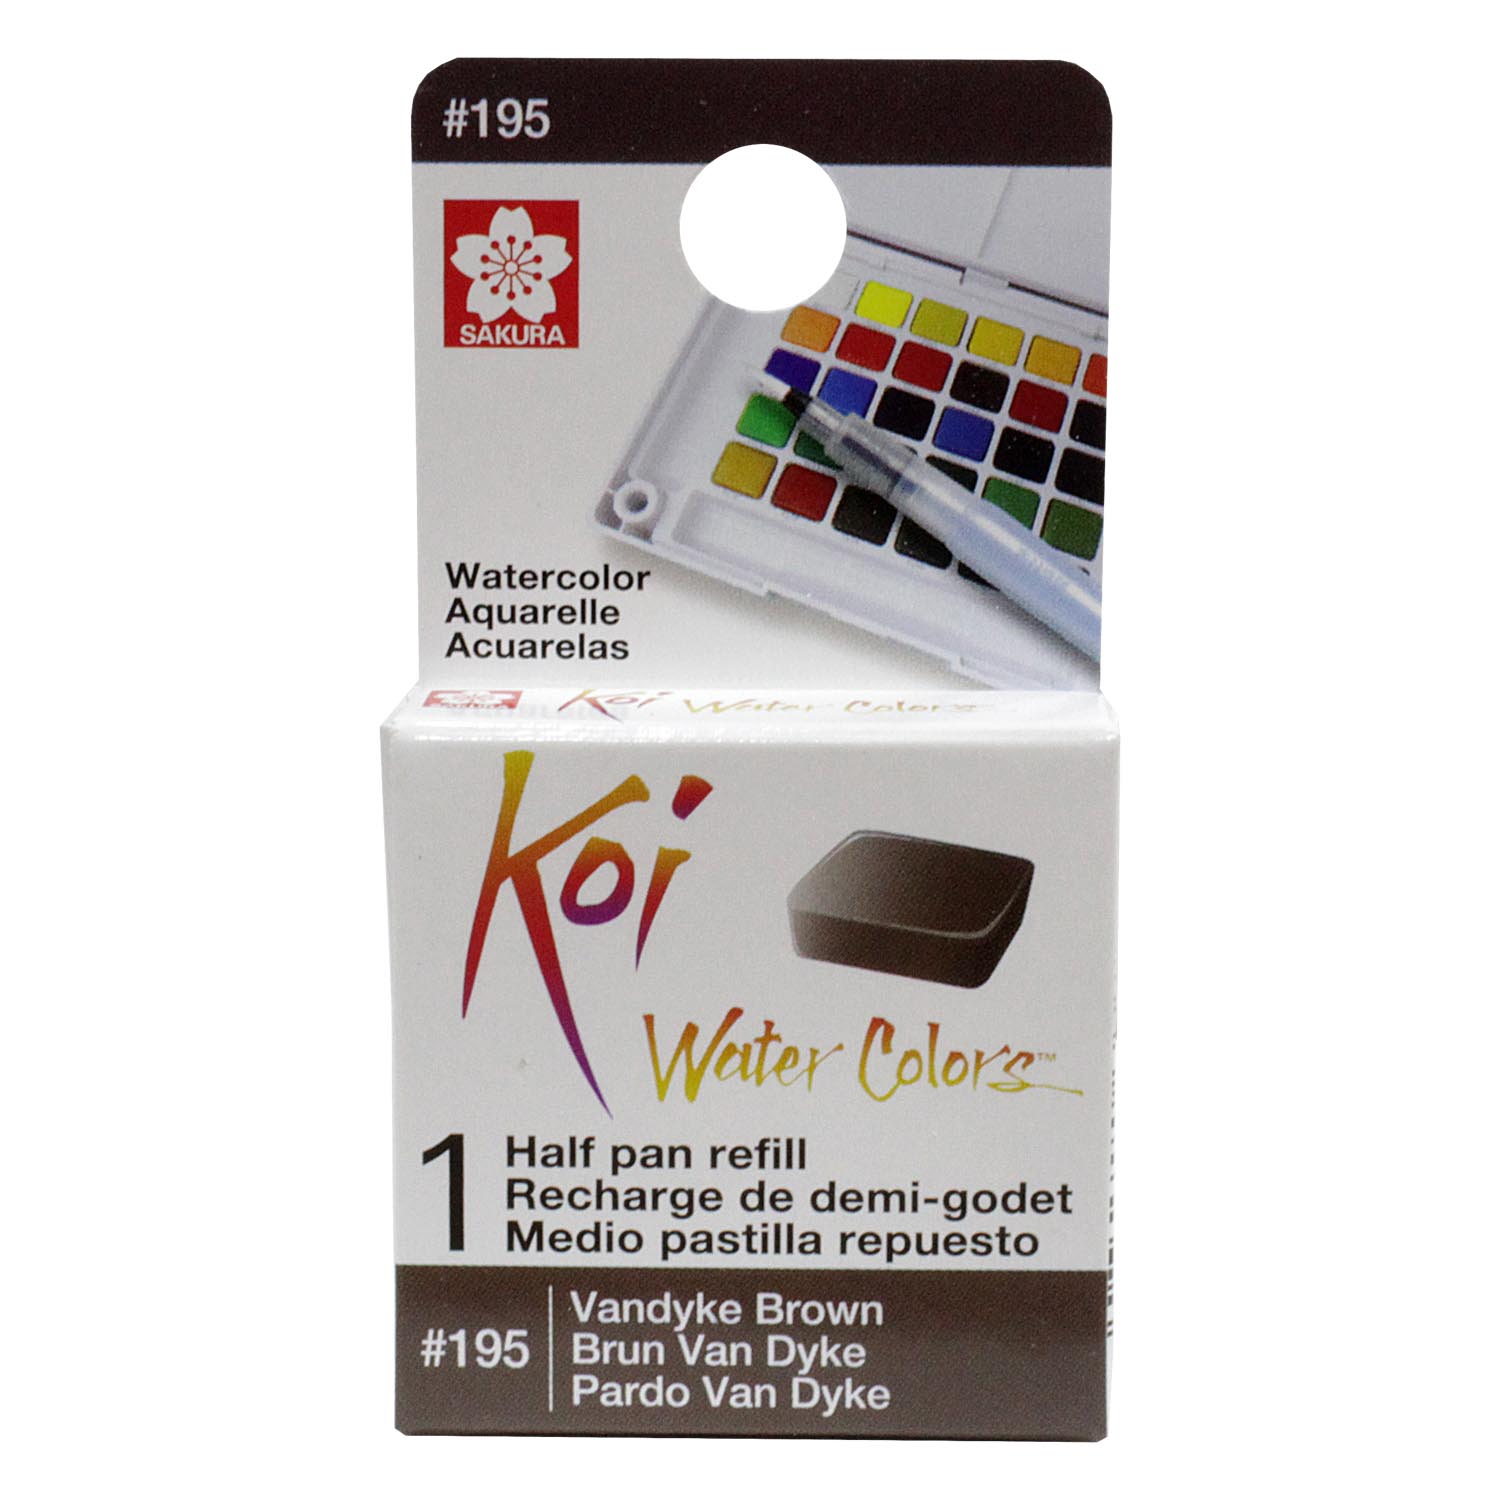 #195
SAKURA
Watercolor
Aquarelle
Acuarelas
SAKURA Koi Water Colors
Koi
Water Colors™
1 Half pan refill
Recharge de demi-godet
Medio pastilla repuesto
#195 Vandyke Brown
Brun Van Dyke
Pardo Van Dyke